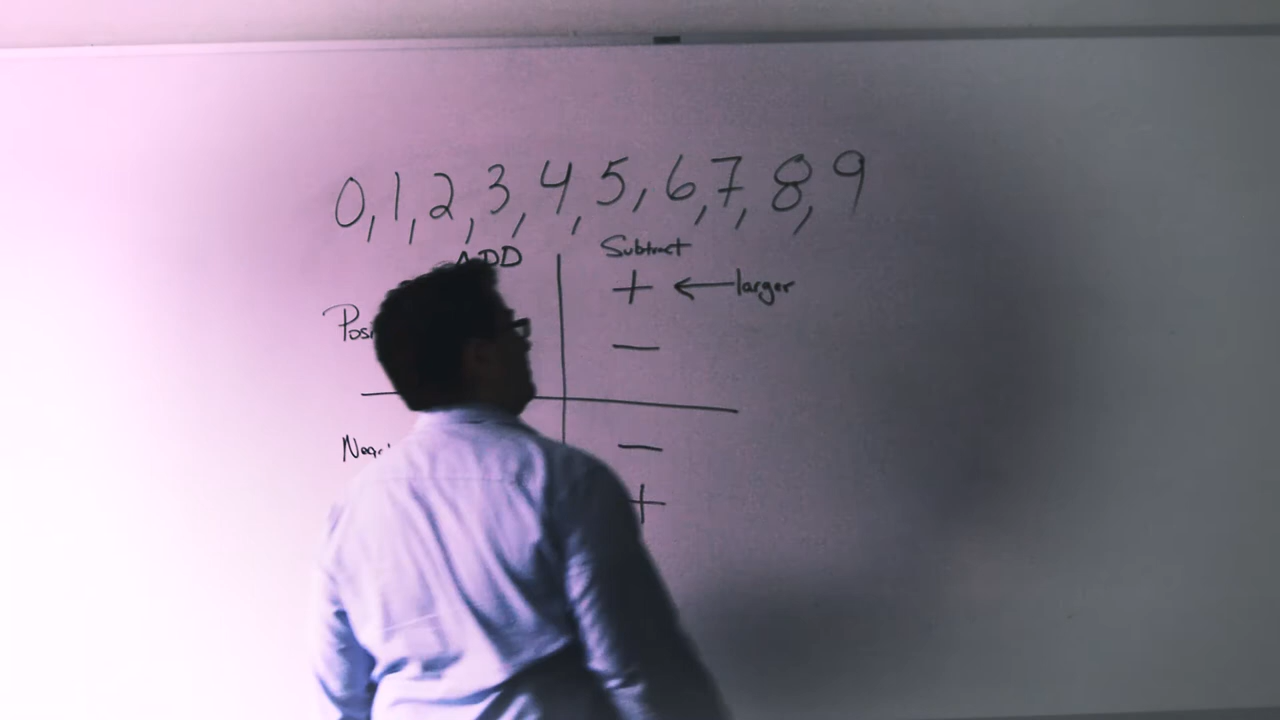 0, 1, 2, 3, 4, 5, 6, 7, 8, 9
ADD Subtract
+ ← larger
—
—
+